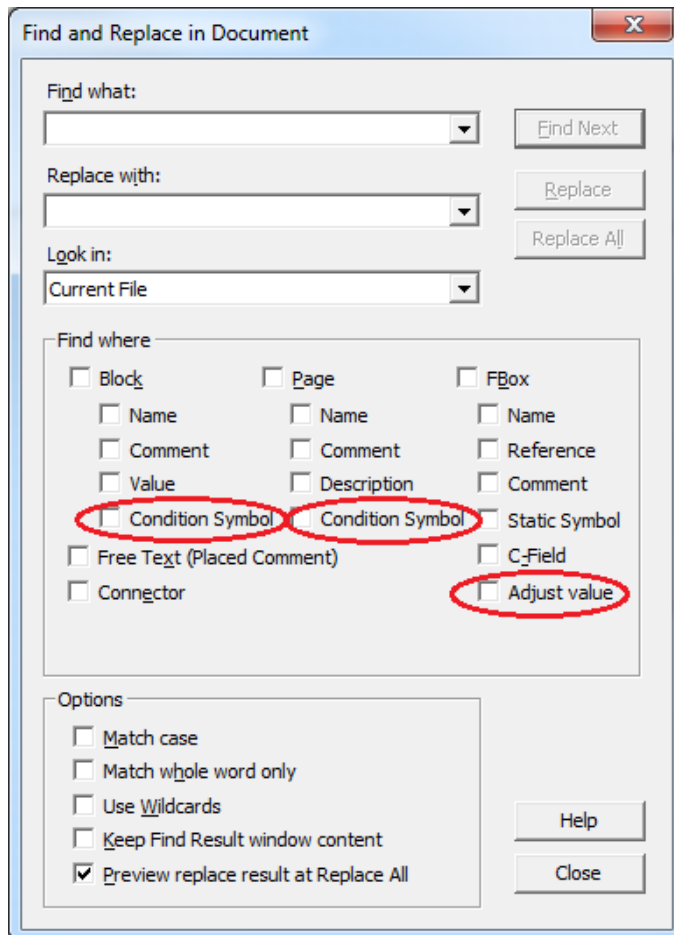 Find and Replace in Document
Find what:
Find Next
Replace with:
Replace
Replace All
Look in:
Current File
Find where
Block Page FBox
Name Name Name
Comment Comment Reference
Value Description Comment
Condition Symbol Condition Symbol Static Symbol
Free Text (Placed Comment) C-Field
Connector Adjust value
Options
Match case
Match whole word only
Use Wildcards
Help
Keep Find Result window content
Preview replace result at Replace All
Close